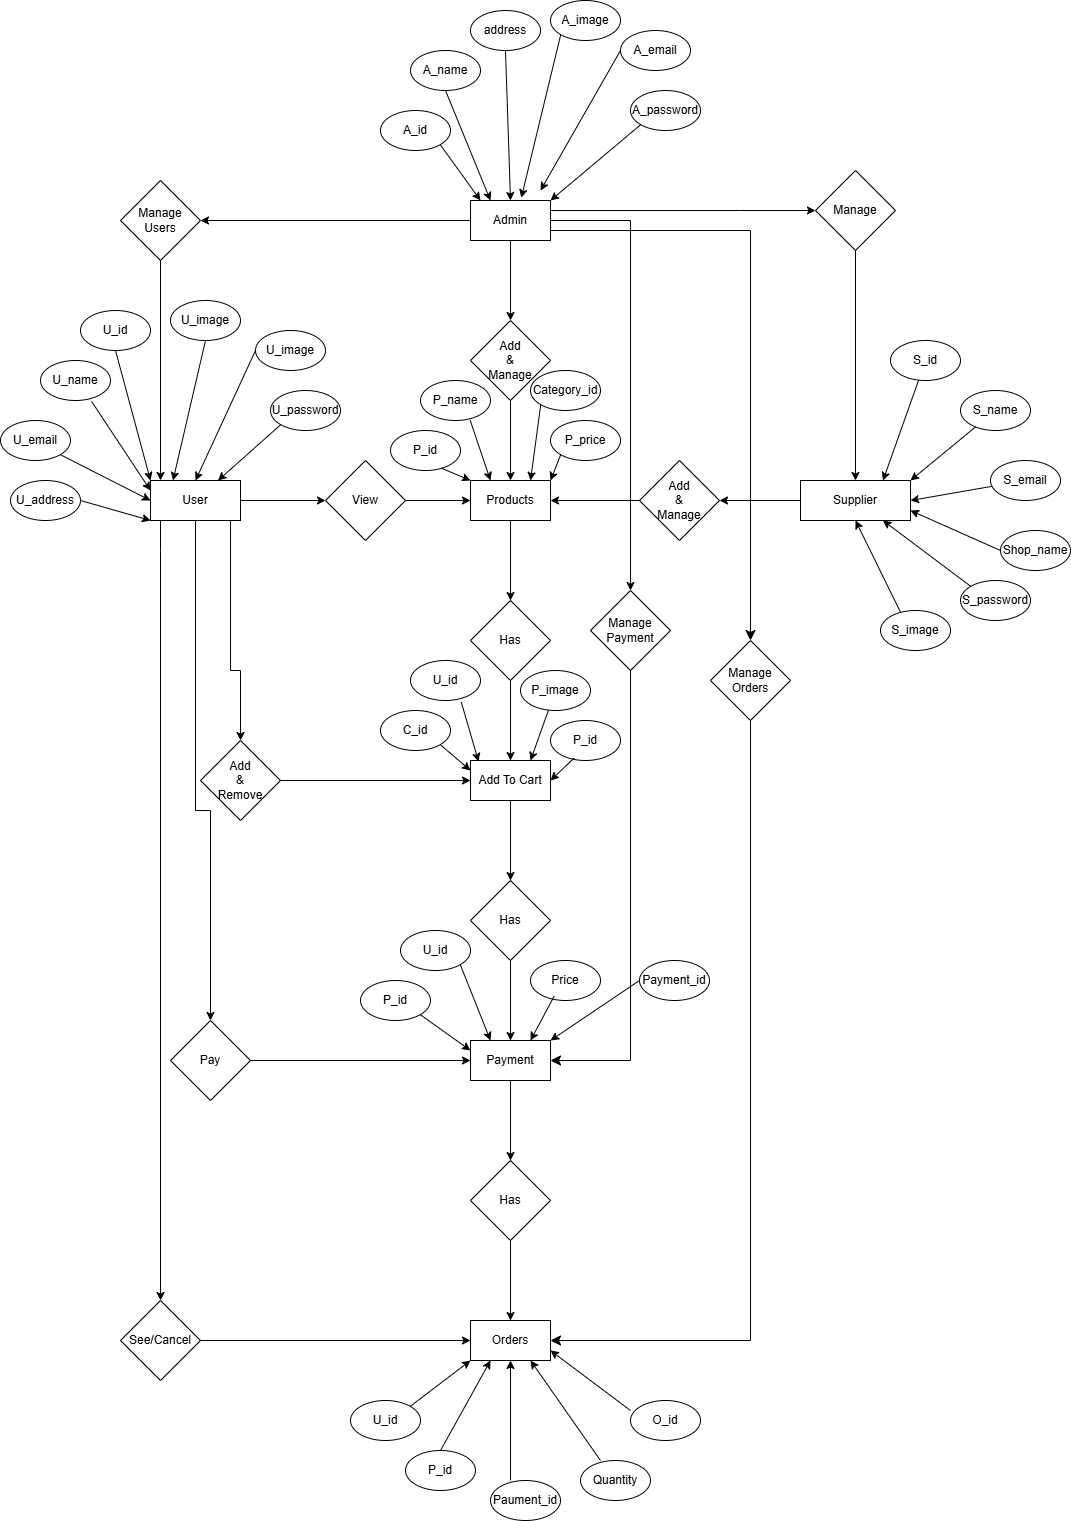 A_image
address
A_email
A_name
A_password
A_id
Manage
Users
Admin
Manage
U_image
U_id
U_image
U_name
U_password
U_email
U_address
User
View
Add
&
Manage
P_name
Category_id
P_id
P_price
Products
Add
&
Manage
S_id
S_name
S_email
Supplier
Shop_name
S_password
S_image
Has
Manage
Payment
Manage
Orders
U_id
P_image
C_id
P_id
Add
&
Remove
Add To Cart
Has
U_id
Price
Payment_id
P_id
Pay
Payment
Has
See/Cancel
Orders
U_id
O_id
P_id
Quantity
Paument_id